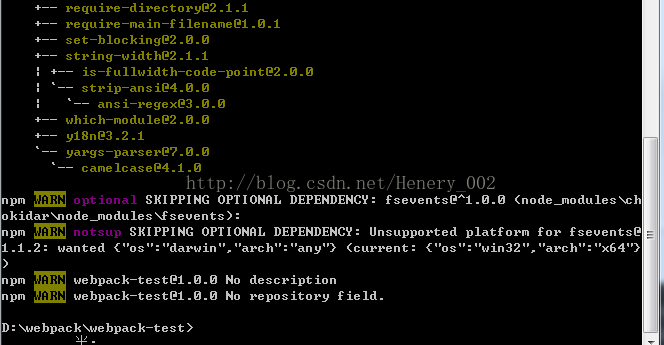 +-- require-directory@2.1.1
+-- require-main-filename@1.0.1
+-- set-blocking@2.0.0
+-- string-width@2.1.1
¦ +-- is-fullwidth-code-point@2.0.0
¦ `-- strip-ansi@4.0.0
¦   `-- ansi-regex@3.0.0
+-- which-module@2.0.0
+-- y18n@3.2.1
`-- yargs-parser@7.0.0
  `-- camelcase@4.1.0
http://blog.csdn.net/Henery_002
npm WARN optional SKIPPING OPTIONAL DEPENDENCY: fsevents@^1.0.0 (node_modules\ch
okidar\node_modules\fsevents):
npm WARN notsup SKIPPING OPTIONAL DEPENDENCY: Unsupported platform for fsevents@
1.1.2: wanted {"os":"darwin","arch":"any"} (current: {"os":"win32","arch":"x64"}
)
npm WARN webpack-test@1.0.0 No description
npm WARN webpack-test@1.0.0 No repository field.
D:\webpack\webpack-test>